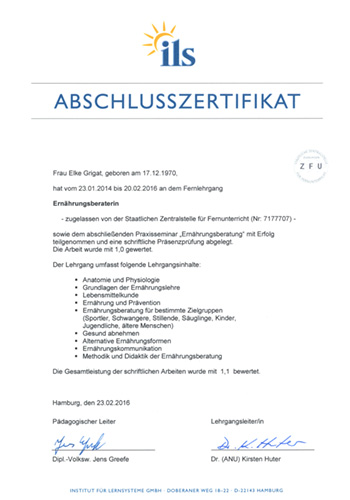 ils
ABSCHLUSSZERTIFIKAT
Z F U
Frau Elke Grigat, geboren am 17.12.1970,
hat vom 23.01.2014 bis 20.02.2016 an dem Fernlehrgang
Ernährungsberaterin
- zugelassen von der Staatlichen Zentralstelle für Fernunterricht (Nr: 7177707) -
sowie dem abschließenden Praxisseminar „Ernährungsberatung“ mit Erfolg
teilgenommen und eine schriftliche Präsenzprüfung abgelegt.
Die Arbeit wurde mit 1,0 gewertet.
Der Lehrgang umfasst folgende Lehrgangsinhalte:
▪ Anatomie und Physiologie
▪ Grundlagen der Ernährungslehre
▪ Lebensmittelkunde
▪ Ernährung und Prävention
▪ Ernährungsberatung für bestimmte Zielgruppen
(Sportler, Schwangere, Stillende, Säuglinge, Kinder,
Jugendliche, ältere Menschen)
▪ Gesund abnehmen
▪ Alternative Ernährungsformen
▪ Ernährungskommunikation
▪ Methodik und Didaktik der Ernährungsberatung
Die Gesamtleistung der schriftlichen Arbeiten wurde mit 1,1 bewertet.
Hamburg, den 23.02.2016
Pädagogischer Leiter
Lehrgangsleiter/in
Dipl.-Volksw. Jens Greefe
Dr. (ANU) Kirsten Huter
INSTITUT FÜR LERNSYSTEME GMBH · DOBERANER WEG 18-22 · D-22143 HAMBURG